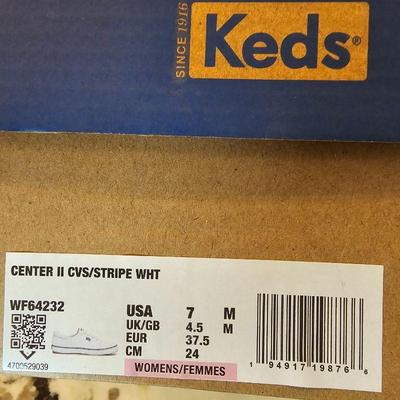 SINCE 1916
Keds®
CENTER II CVS/STRIPE WHT
WF64232
USA 7 M
UK/GB 4.5 M
EUR 37.5
CM 24
WOMENS/FEMMES
4700529039
1 94917 19876 6